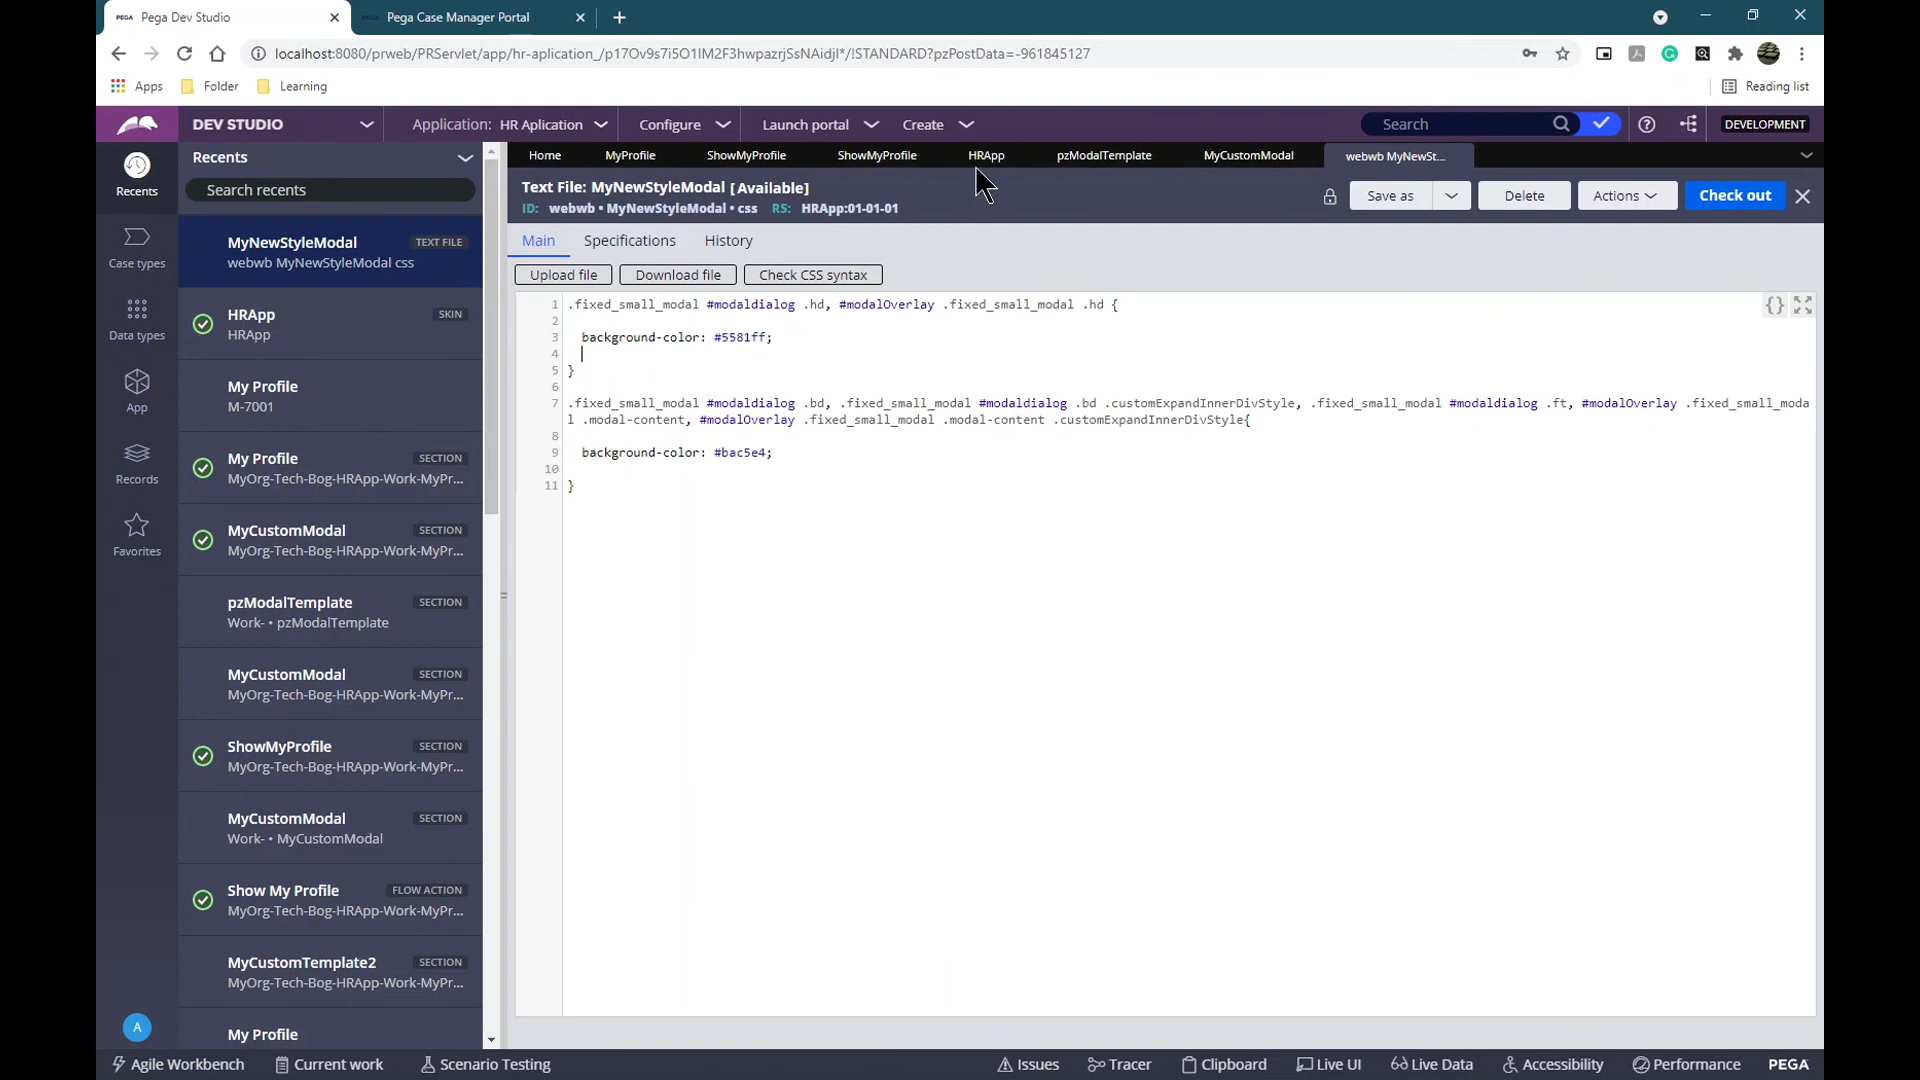 PEGA Pega Dev Studio
PEGA Pega Case Manager Portal
localhost:8080/prweb/PRServlet/app/hr-aplication_/p17Ov9s7i5O1IM2F3hwpazrjSsNAidjI*/!STANDARD?pzPostData=-961845127
Apps Folder Learning Reading list
DEV STUDIO Application: HR Aplication Configure Launch portal Create Search DEVELOPMENT
Home MyProfile ShowMyProfile ShowMyProfile HRApp pzModalTemplate MyCustomModal webwb MyNewSt...
Recents
Case types
Data types
App
Records
Favorites
A
Recents
Search recents
MyNewStyleModal TEXT FILE
webwb MyNewStyleModal css
HRApp SKIN
HRApp
My Profile
M-7001
My Profile SECTION
MyOrg-Tech-Bog-HRApp-Work-MyPr...
MyCustomModal SECTION
MyOrg-Tech-Bog-HRApp-Work-MyPr...
pzModalTemplate SECTION
Work- • pzModalTemplate
MyCustomModal SECTION
MyOrg-Tech-Bog-HRApp-Work-MyPr...
ShowMyProfile SECTION
MyOrg-Tech-Bog-HRApp-Work-MyPr...
MyCustomModal SECTION
Work- • MyCustomModal
Show My Profile FLOW ACTION
MyOrg-Tech-Bog-HRApp-Work-MyPr...
MyCustomTemplate2 SECTION
MyOrg-Tech-Bog-HRApp-Work-MyPr...
My Profile
Text File: MyNewStyleModal [Available]
ID: webwb • MyNewStyleModal • css RS: HRApp:01-01-01
Save as Delete Actions Check out
Main Specifications History
Upload file Download file Check CSS syntax
1 .fixed_small_modal #modaldialog .hd, #modalOverlay .fixed_small_modal .hd {
2
3 background-color: #5581ff;
4
5 }
6
7 .fixed_small_modal #modaldialog .bd, .fixed_small_modal #modaldialog .bd .customExpandInnerDivStyle, .fixed_small_modal #modaldialog .ft, #modalOverlay .fixed_small_moda
l .modal-content, #modalOverlay .fixed_small_modal .modal-content .customExpandInnerDivStyle{
8
9 background-color: #bac5e4;
10
11 }
{}
Agile Workbench Current work Scenario Testing Issues Tracer Clipboard Live UI Live Data Accessibility Performance PEGA